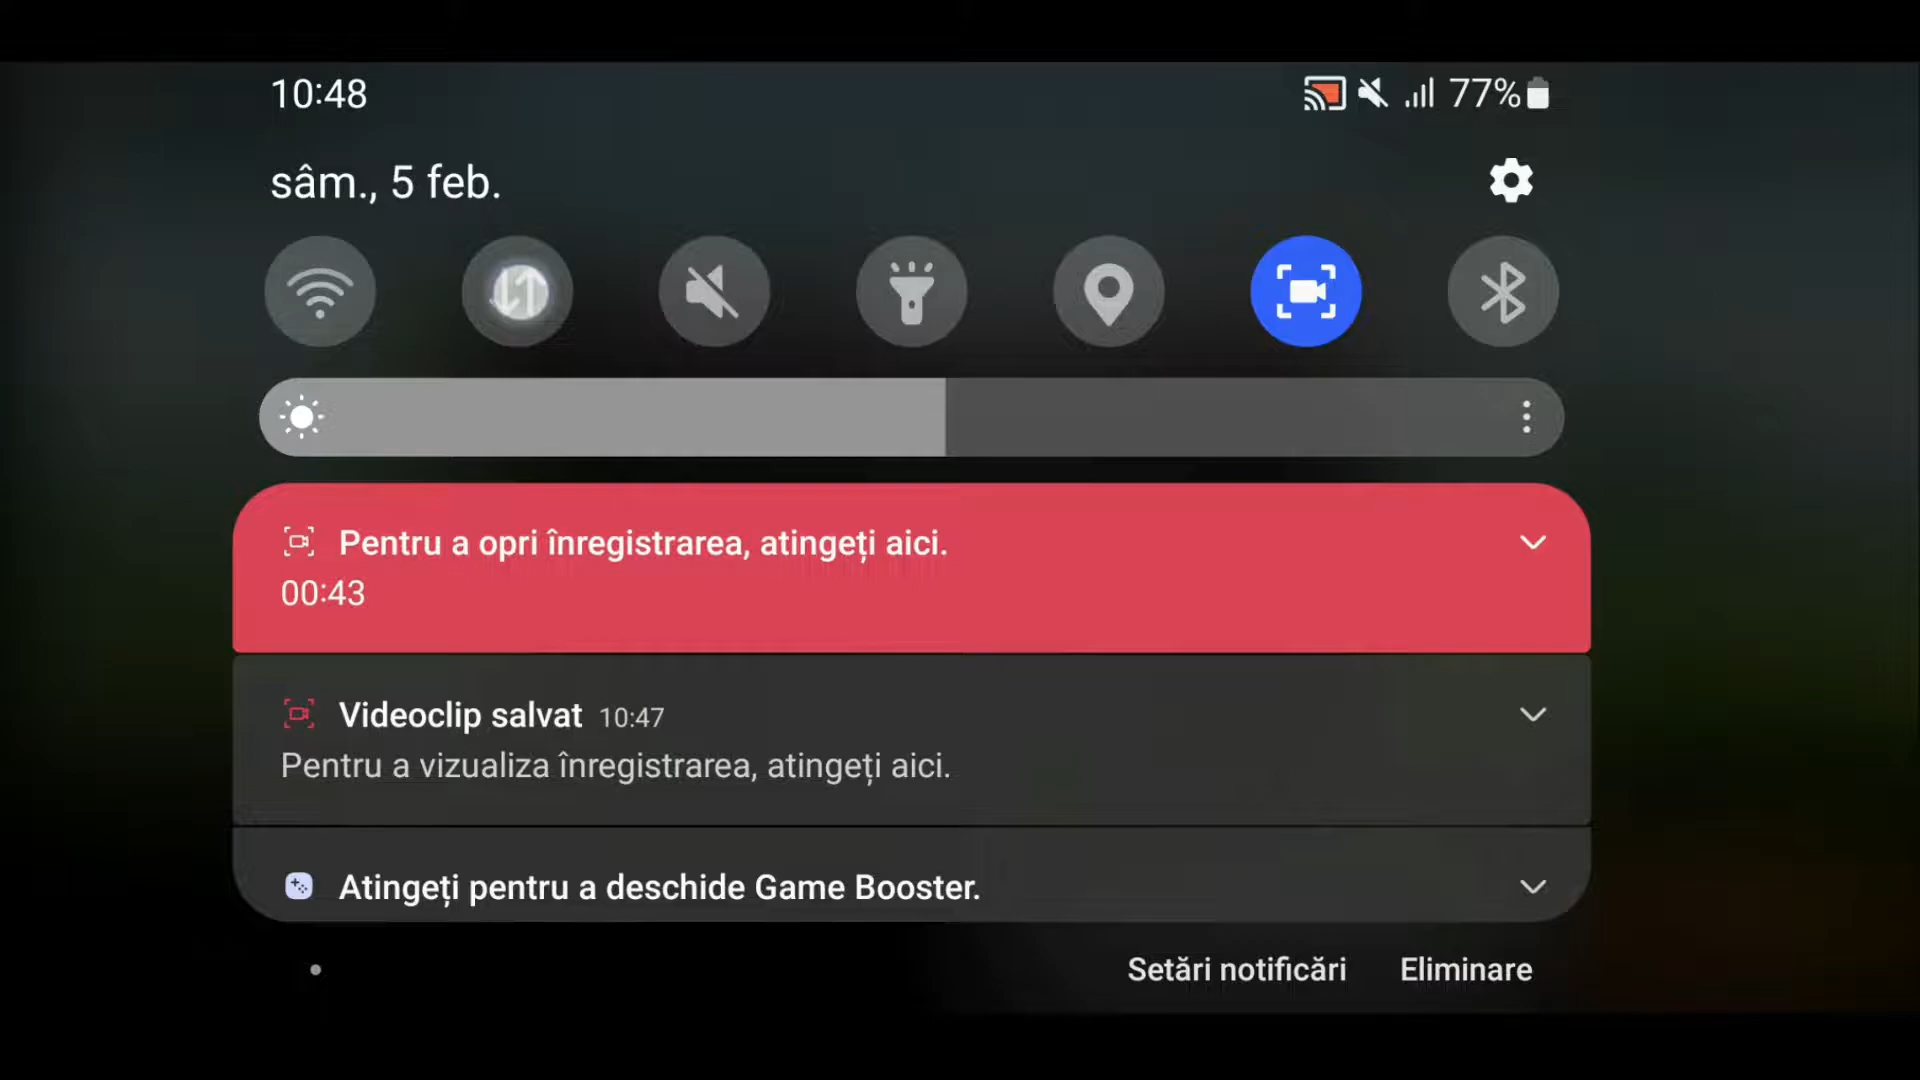 10:48
77%
sâm., 5 feb.
Pentru a opri înregistrarea, atingeți aici.
00:43
Videoclip salvat 10:47
Pentru a vizualiza înregistrarea, atingeți aici.
Atingeți pentru a deschide Game Booster.
Setări notificări Eliminare